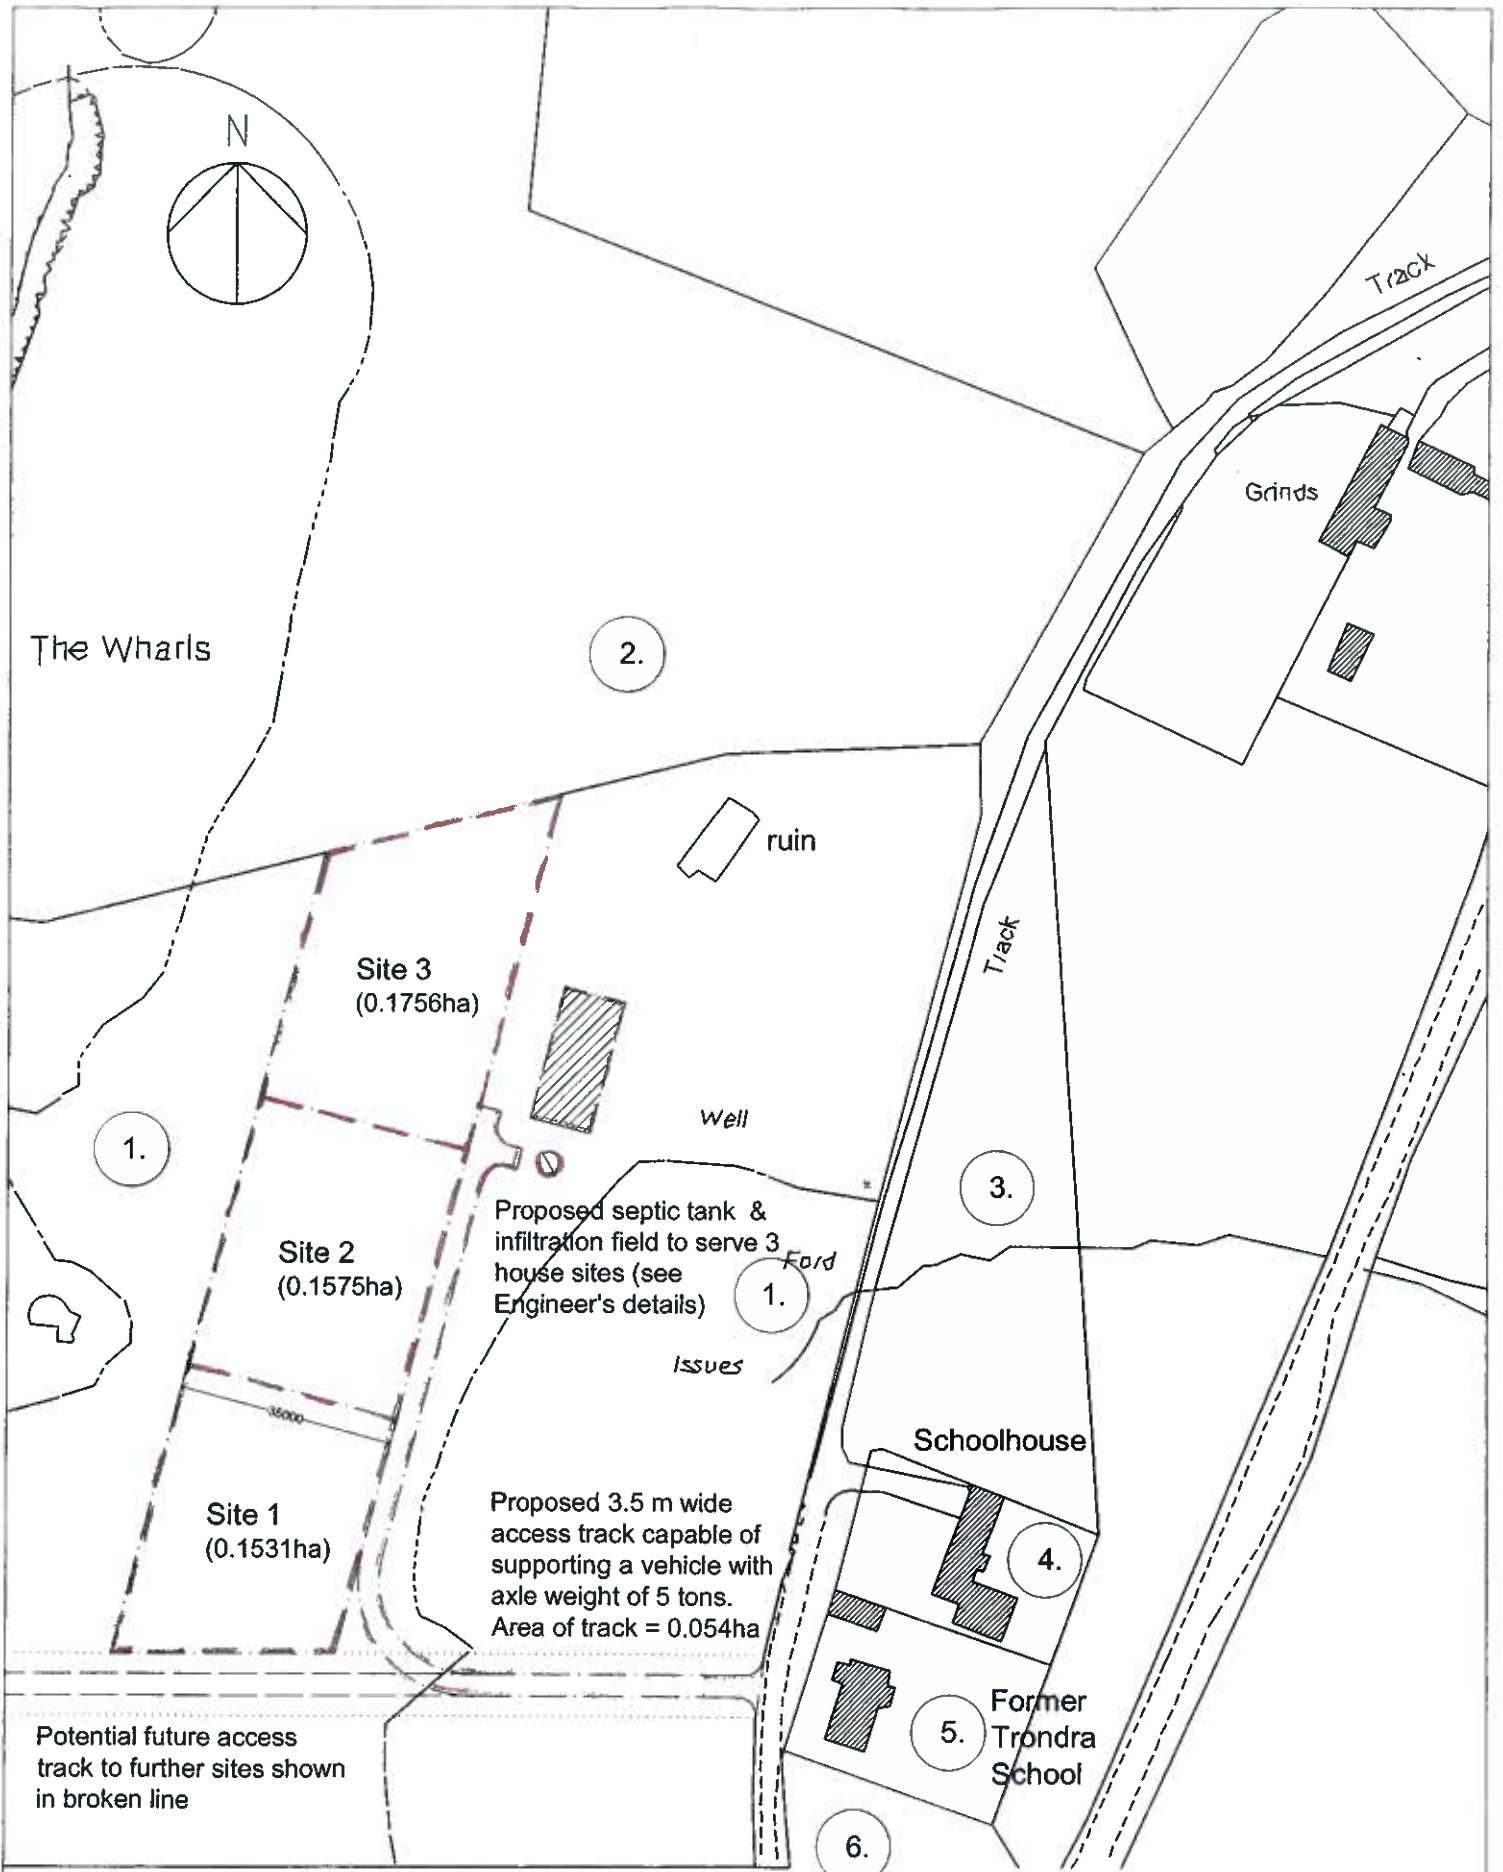 N
Track
Grinds
The Wharls
2.
ruin
Track
Site 3
(0.1756ha)
Well
1.
3.
Proposed septic tank &
infiltration field to serve 3
house sites (see
Engineer's details)
Ford
1.
Site 2
(0.1575ha)
Issues
35000
Schoolhouse
Site 1
(0.1531ha)
Proposed 3.5 m wide
access track capable of
supporting a vehicle with
axle weight of 5 tons.
Area of track = 0.054ha
4.
Former
Trondra
School
5.
Potential future access
track to further sites shown
in broken line
6.